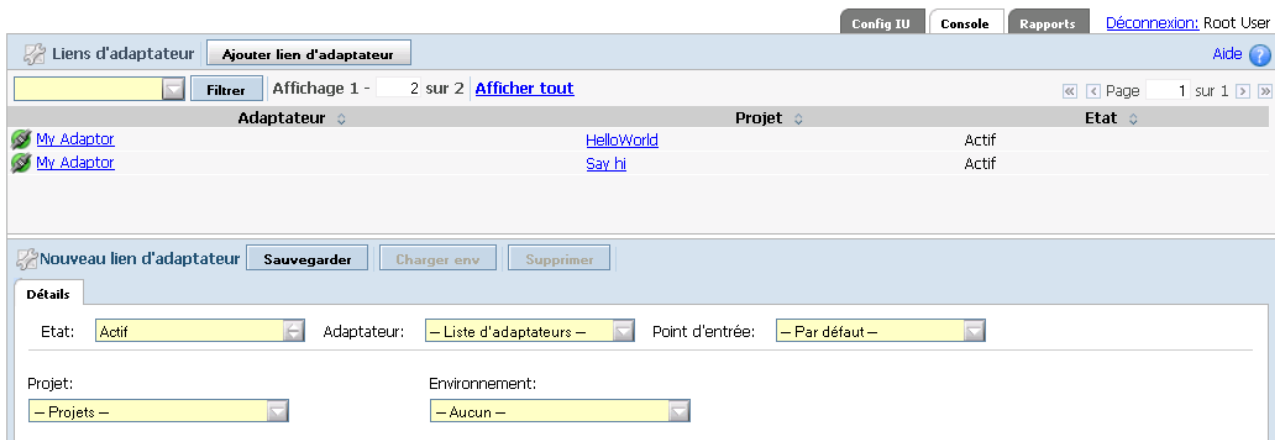 Config IU Console Rapports Déconnexion: Root User
Liens d'adaptateur Ajouter lien d'adaptateur Aide ?
Filtrer Affichage 1 - 2 sur 2 Afficher tout Page 1 sur 1
Adaptateur Projet Etat
My Adaptor HelloWorld Actif
My Adaptor Say hi Actif
Nouveau lien d'adaptateur Sauvegarder Charger env Supprimer
Détails
Etat: Actif Adaptateur: -- Liste d'adaptateurs -- Point d'entrée: -- Par défaut --
Projet: Environnement:
-- Projets -- -- Aucun --